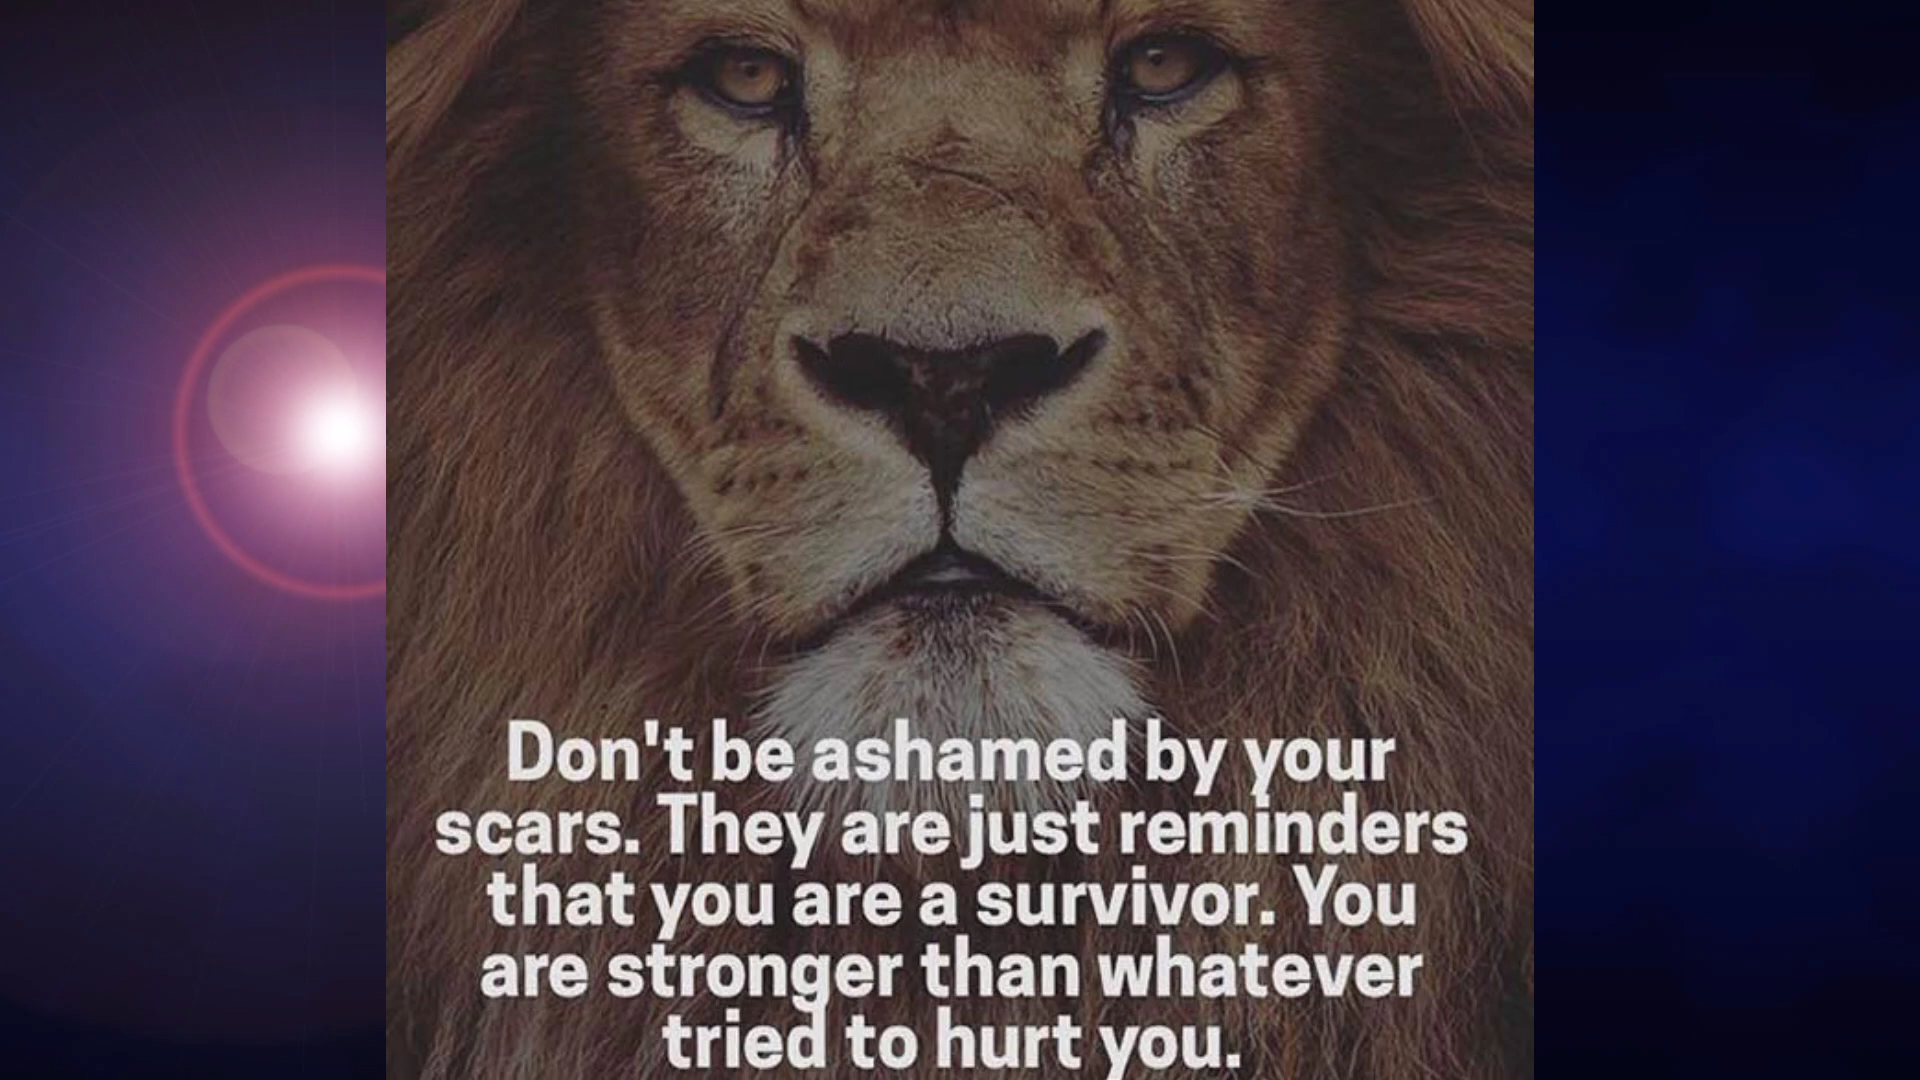 Don't be ashamed by your
scars. They are just reminders
that you are a survivor. You
are stronger than whatever
tried to hurt you.